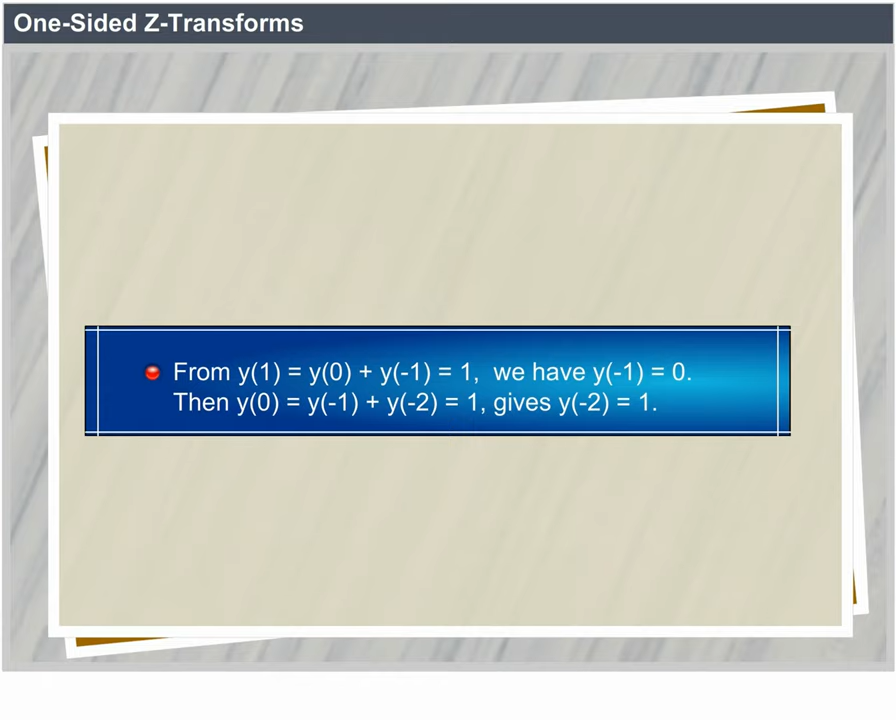 One-Sided Z-Transforms
From y(1) = y(0) + y(-1) = 1, we have y(-1) = 0.
Then y(0) = y(-1) + y(-2) = 1, gives y(-2) = 1.